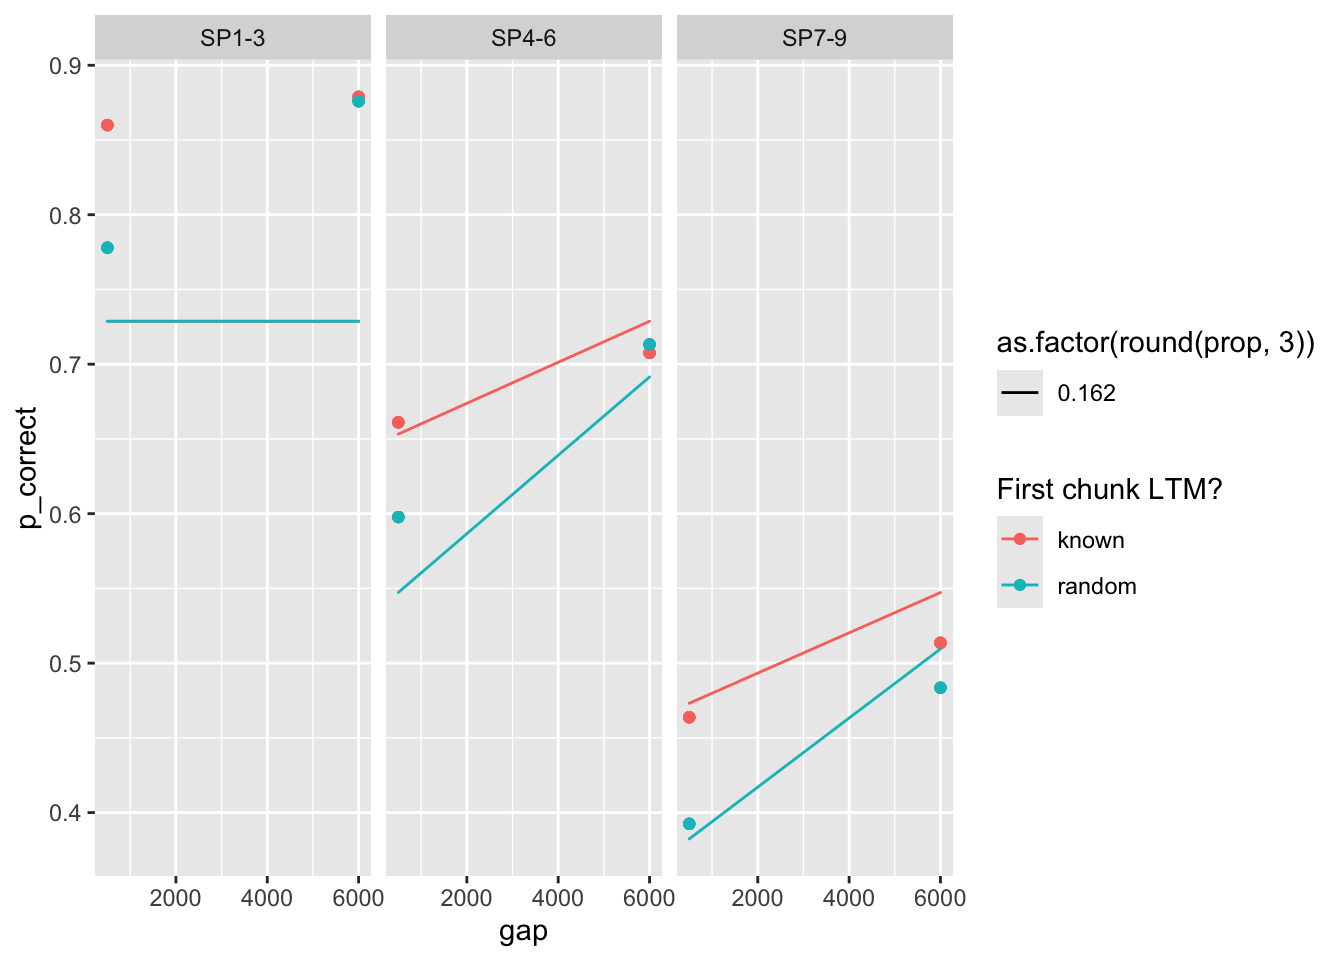 SP1-3 SP4-6 SP7-9
0.9
0.8
0.7
0.6
0.5
0.4
p_correct
2000 4000 6000 2000 4000 6000 2000 4000 6000
gap
as.factor(round(prop, 3))
0.162
First chunk LTM?
known
random